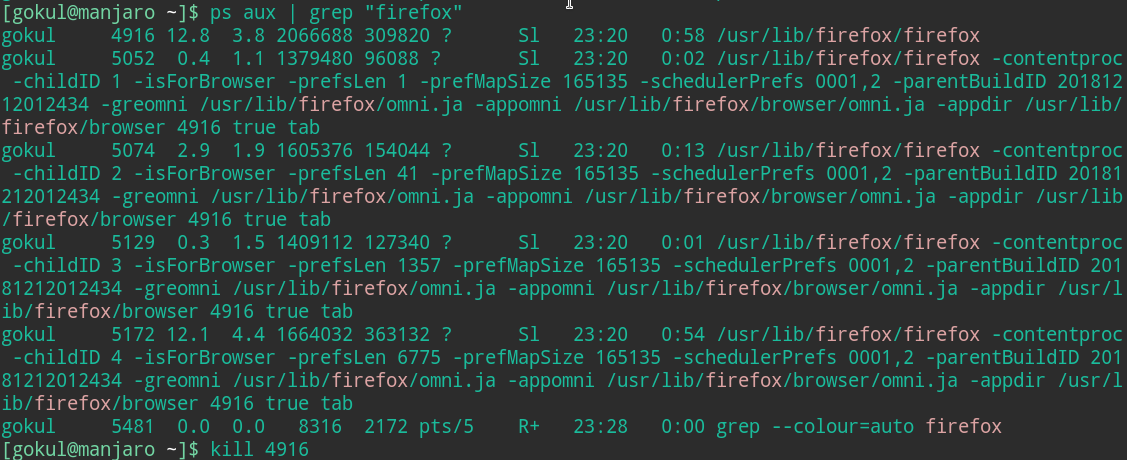 [gokul@manjaro ~]$ ps aux | grep "firefox"
gokul     4916 12.8  3.8 2066688 309820 ?      Sl   23:20   0:58 /usr/lib/firefox/firefox
gokul     5052  0.4  1.1 1379480 96088 ?       Sl   23:20   0:02 /usr/lib/firefox/firefox -contentproc
 -childID 1 -isForBrowser -prefsLen 1 -prefMapSize 165135 -schedulerPrefs 0001,2 -parentBuildID 201812
12012434 -greomni /usr/lib/firefox/omni.ja -appomni /usr/lib/firefox/browser/omni.ja -appdir /usr/lib/
firefox/browser 4916 true tab
gokul     5074  2.9  1.9 1605376 154044 ?      Sl   23:20   0:13 /usr/lib/firefox/firefox -contentproc
 -childID 2 -isForBrowser -prefsLen 41 -prefMapSize 165135 -schedulerPrefs 0001,2 -parentBuildID 20181
212012434 -greomni /usr/lib/firefox/omni.ja -appomni /usr/lib/firefox/browser/omni.ja -appdir /usr/lib
/firefox/browser 4916 true tab
gokul     5129  0.3  1.5 1409112 127340 ?      Sl   23:20   0:01 /usr/lib/firefox/firefox -contentproc
 -childID 3 -isForBrowser -prefsLen 1357 -prefMapSize 165135 -schedulerPrefs 0001,2 -parentBuildID 201
81212012434 -greomni /usr/lib/firefox/omni.ja -appomni /usr/lib/firefox/browser/omni.ja -appdir /usr/l
ib/firefox/browser 4916 true tab
gokul     5172 12.1  4.4 1664032 363132 ?      Sl   23:20   0:54 /usr/lib/firefox/firefox -contentproc
 -childID 4 -isForBrowser -prefsLen 6775 -prefMapSize 165135 -schedulerPrefs 0001,2 -parentBuildID 201
81212012434 -greomni /usr/lib/firefox/omni.ja -appomni /usr/lib/firefox/browser/omni.ja -appdir /usr/l
ib/firefox/browser 4916 true tab
gokul     5481  0.0  0.0   8316  2172 pts/5    R+   23:28   0:00 grep --colour=auto firefox
[gokul@manjaro ~]$ kill 4916